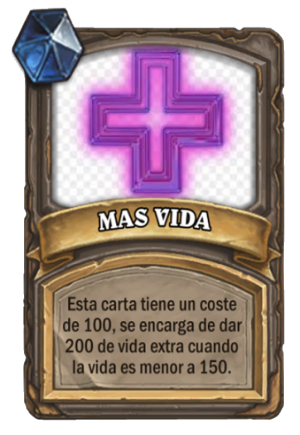 MAS VIDA
Esta carta tiene un coste
de 100, se encarga de dar
200 de vida extra cuando
la vida es menor a 150.